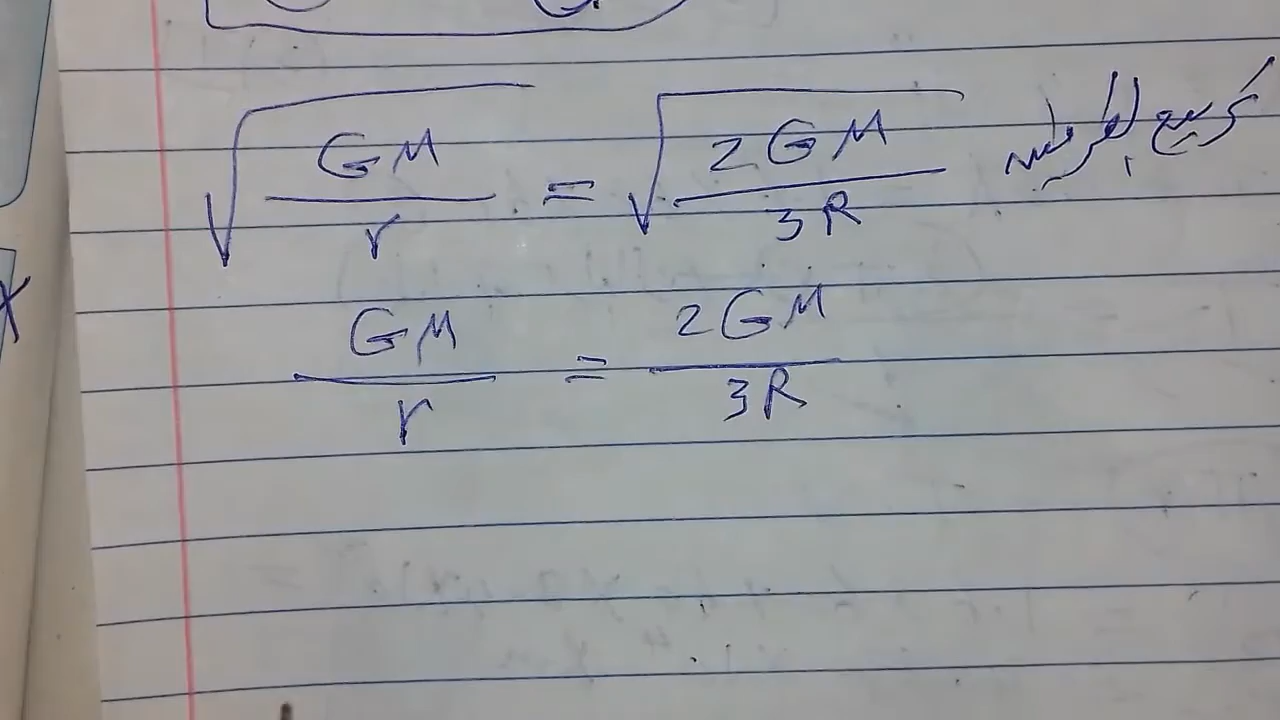 √(GM/r) = √(2GM/3R) تربيع الطرفين
GM/r = 2GM/3R